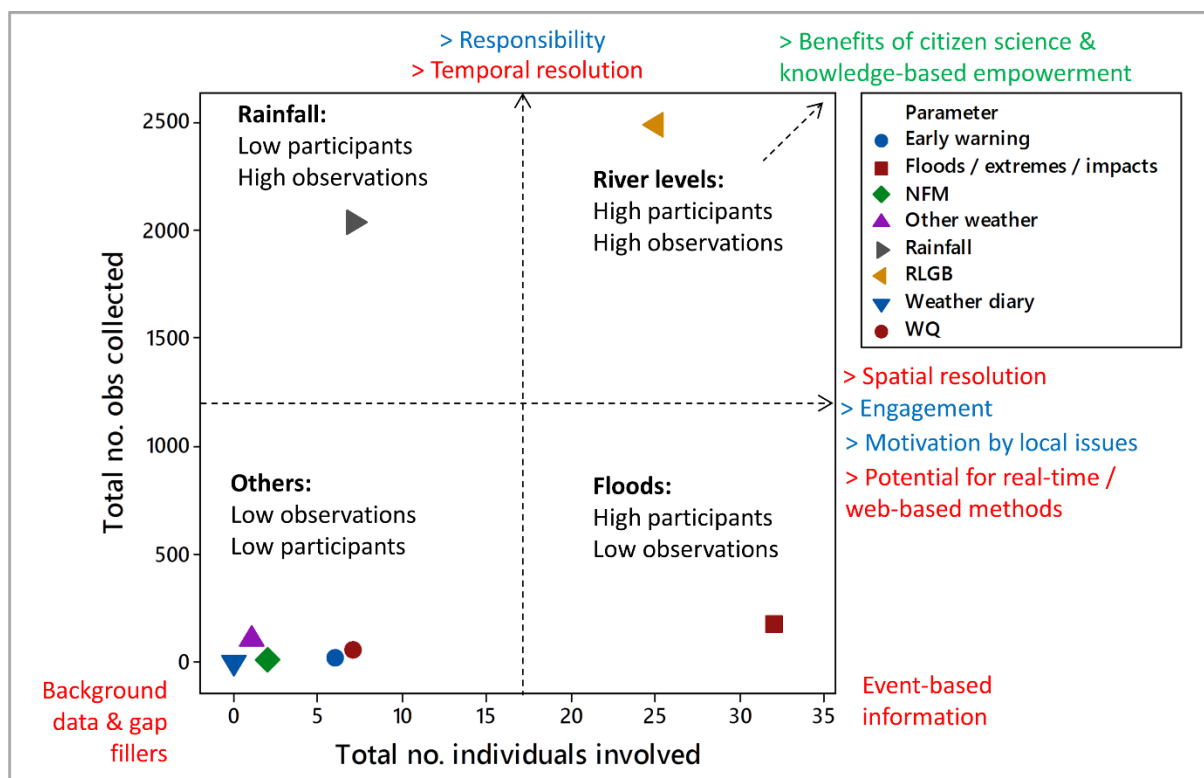 > Responsibility
> Temporal resolution
> Benefits of citizen science &
knowledge-based empowerment
Rainfall:
Low participants
High observations
River levels:
High participants
High observations
Parameter
Early warning
Floods / extremes / impacts
NFM
Other weather
Rainfall
RLGB
Weather diary
WQ
> Spatial resolution
> Engagement
> Motivation by local issues
> Potential for real-time /
web-based methods
Others:
Low observations
Low participants
Floods:
High participants
Low observations
Total no. obs collected
2500
2000
1500
1000
500
0
Background
data & gap
fillers
0 5 10 15 20 25 30 35
Total no. individuals involved
Event-based
information